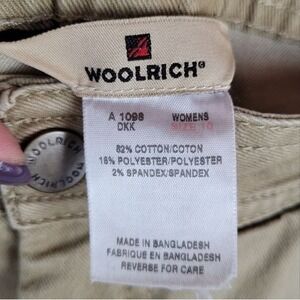 WOOLRICH®
A 1098 WOMENS
DKK SIZE 10
82% COTTON/COTON
16% POLYESTER/POLYESTER
2% SPANDEX/SPANDEX
MADE IN BANGLADESH
FABRIQUE EN BANGLADESH
REVERSE FOR CARE
WOOLRICH
WOOLRICH